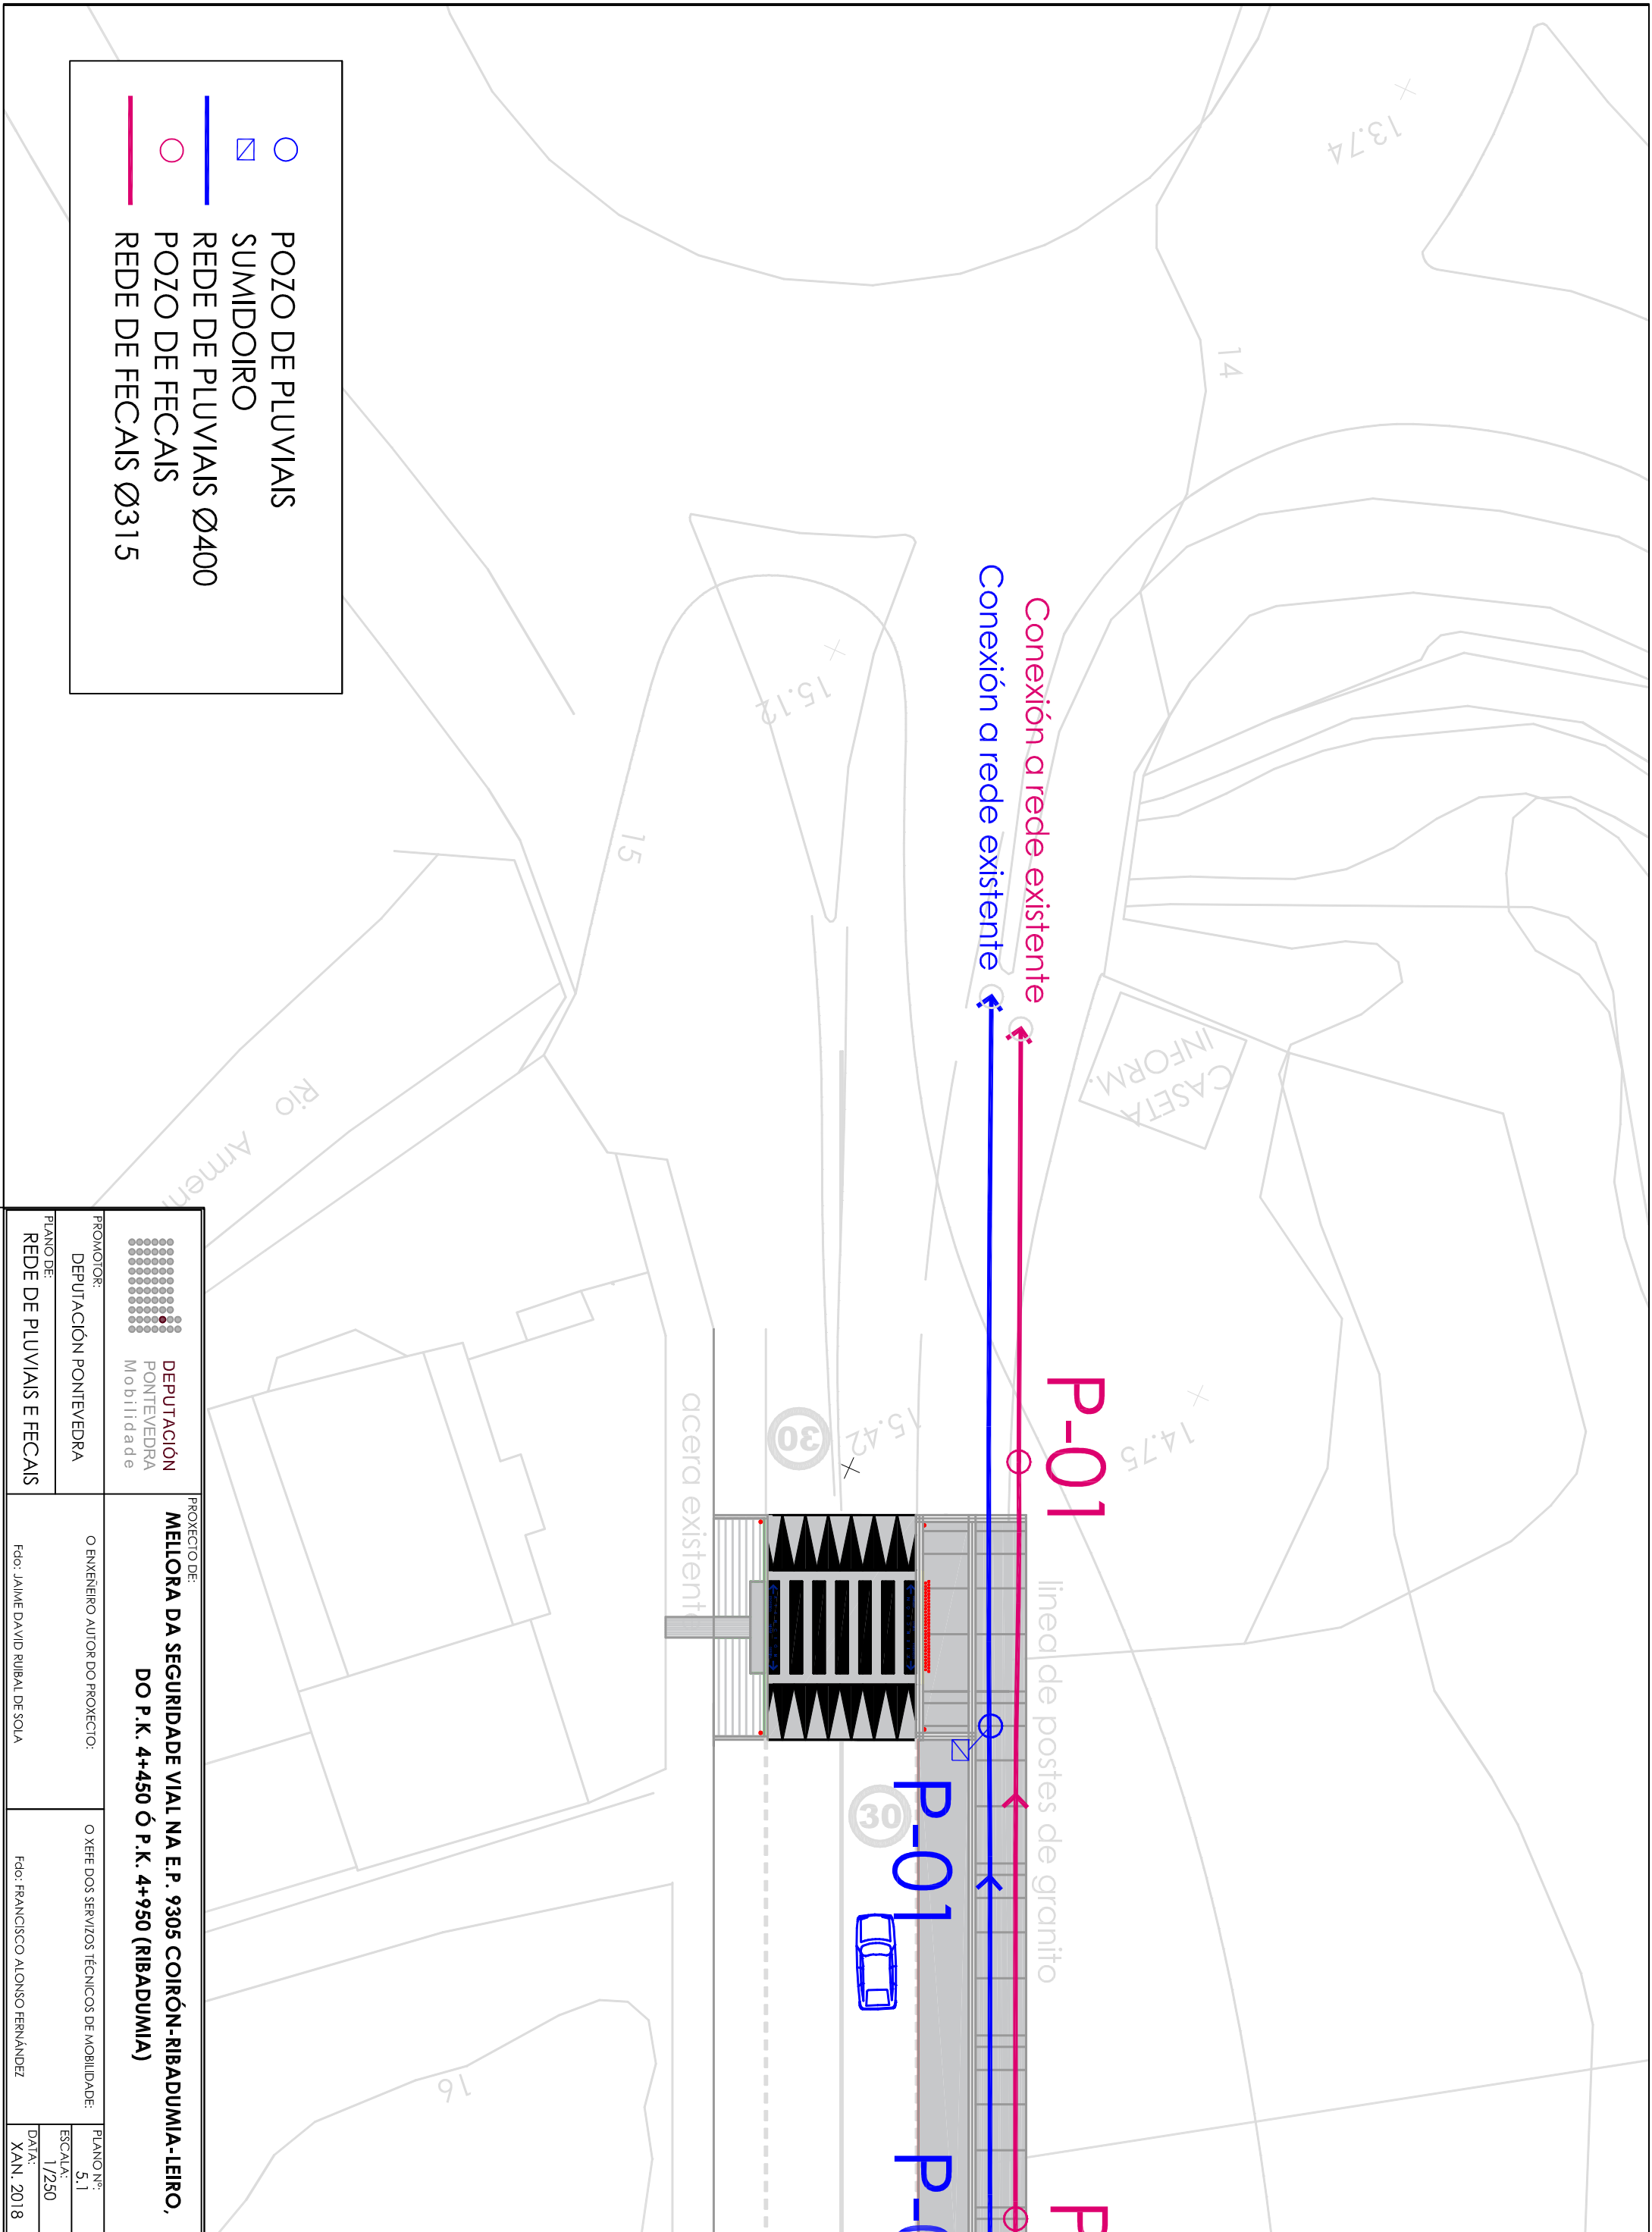 POZO DE PLUVIAIS
SUMIDOIRO
REDE DE PLUVIAIS Ø400
POZO DE FECAIS
REDE DE FECAIS Ø315
13.74
14
15.12
15
Conexión a rede existente
Conexión a rede existente
CASETA
INFORM.
Río
Arment
P-01
14.75
15.42
30
acera existente
linea de postes de granito
30
P-01
16
DEPUTACIÓN
PONTEVEDRA
Mobilidade
PROMOTOR:
DEPUTACIÓN PONTEVEDRA
PLANO DE:
REDE DE PLUVIAIS E FECAIS
PROXECTO DE:
MELLORA DA SEGURIDADE VIAL NA E.P. 9305 COIRÓN-RIBADUMIA-LEIRO,
DO P.K. 4+450 Ó P.K. 4+950 (RIBADUMIA)
O ENXEÑEIRO AUTOR DO PROXECTO:
Fdo: JAIME DAVID RUIBAL DE SOLA
O XEFE DOS SERVIZOS TÉCNICOS DE MOBILIDADE:
Fdo: FRANCISCO ALONSO FERNÁNDEZ
PLANO Nº:
5.1
ESCALA:
1/250
DATA:
XAN. 2018